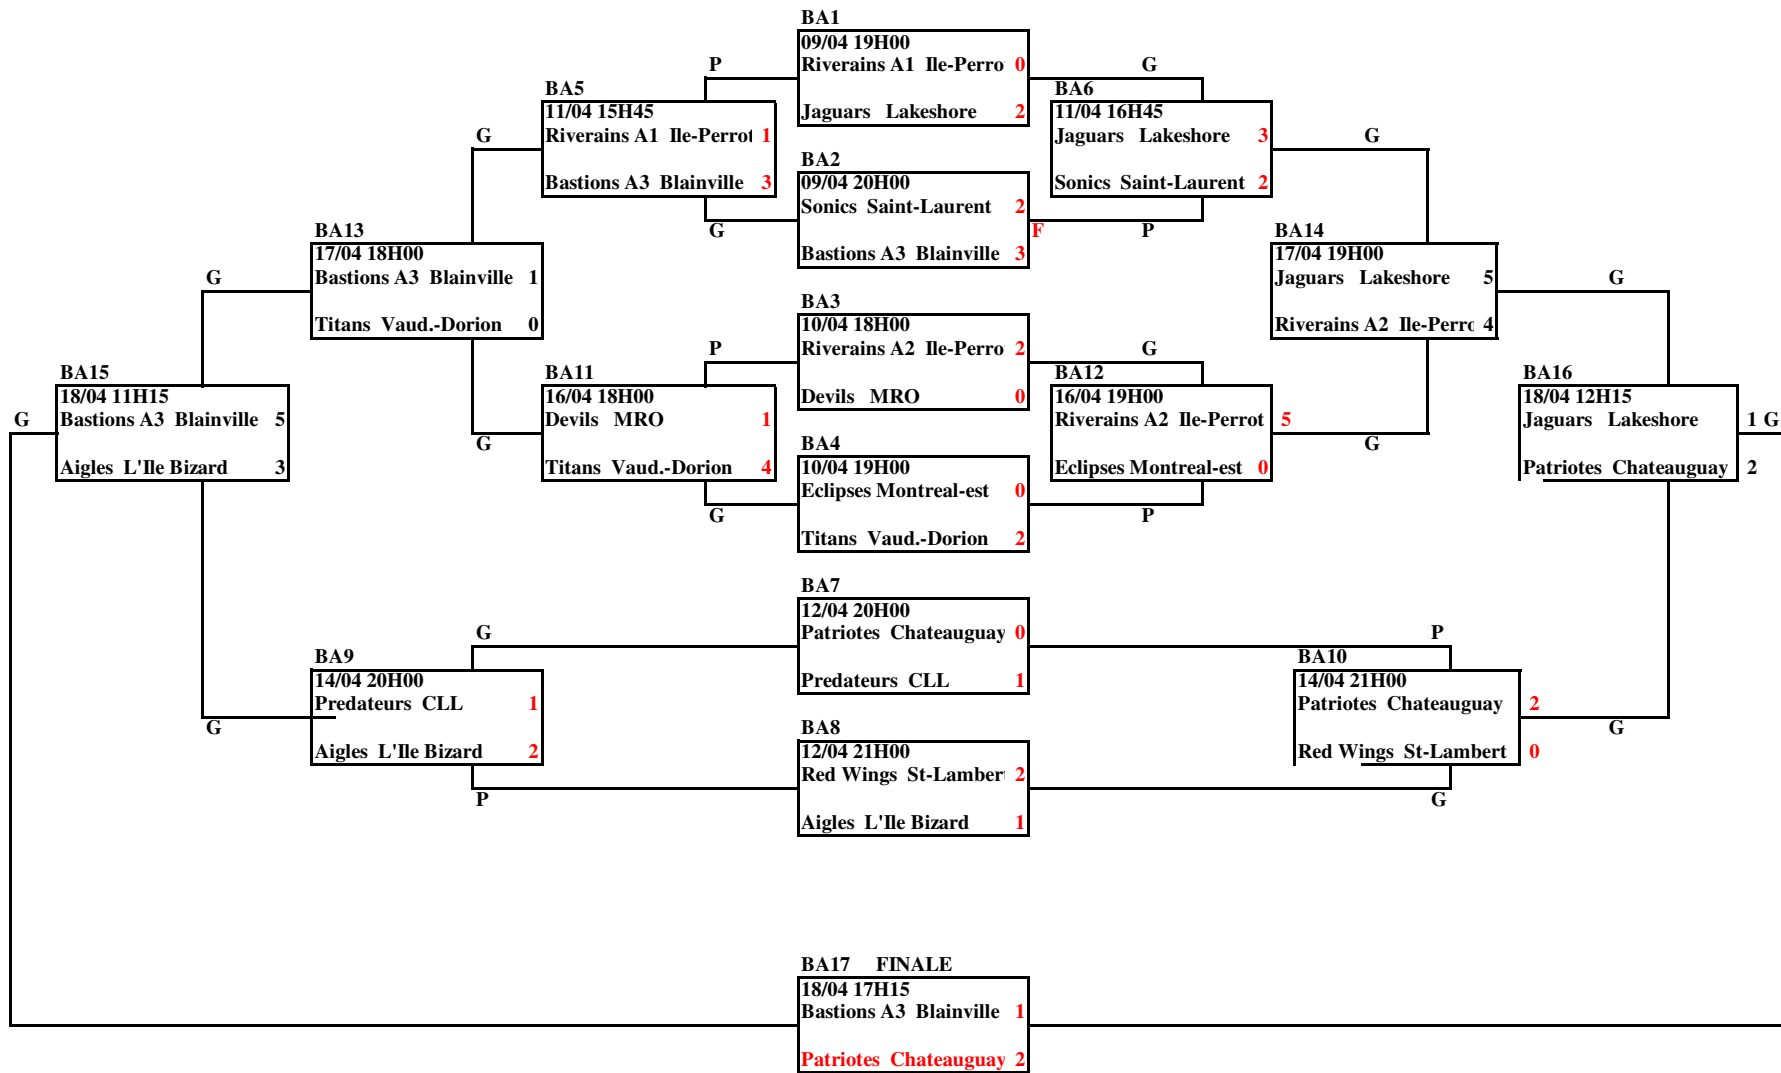 BA1
09/04 19H00
Riverains A1 Ile-Perro 0
Jaguars Lakeshore 2
P
G
BA5
11/04 15H45
Riverains A1 Ile-Perrot 1
Bastions A3 Blainville 3
BA6
11/04 16H45
Jaguars Lakeshore 3
Sonics Saint-Laurent 2
G
G
BA2
09/04 20H00
Sonics Saint-Laurent 2
Bastions A3 Blainville 3
G
F
P
BA13
17/04 18H00
Bastions A3 Blainville 1
Titans Vaud.-Dorion 0
BA14
17/04 19H00
Jaguars Lakeshore 5
Riverains A2 Ile-Perro 4
G
G
BA3
10/04 18H00
Riverains A2 Ile-Perro 2
Devils MRO 0
P
G
BA15
18/04 11H15
Bastions A3 Blainville 5
Aigles L'Ile Bizard 3
G
BA11
16/04 18H00
Devils MRO 1
Titans Vaud.-Dorion 4
G
BA12
16/04 19H00
Riverains A2 Ile-Perrot 5
Eclipses Montreal-est 0
G
BA16
18/04 12H15
Jaguars Lakeshore 1 G
Patriotes Chateauguay 2
BA4
10/04 19H00
Eclipses Montreal-est 0
Titans Vaud.-Dorion 2
G
P
BA7
12/04 20H00
Patriotes Chateauguay 0
Predateurs CLL 1
G
P
BA9
14/04 20H00
Predateurs CLL 1
Aigles L'Ile Bizard 2
G
BA10
14/04 21H00
Patriotes Chateauguay 2
Red Wings St-Lambert 0
G
BA8
12/04 21H00
Red Wings St-Lamber 2
Aigles L'Ile Bizard 1
P
G
BA17 FINALE
18/04 17H15
Bastions A3 Blainville 1
Patriotes Chateauguay 2